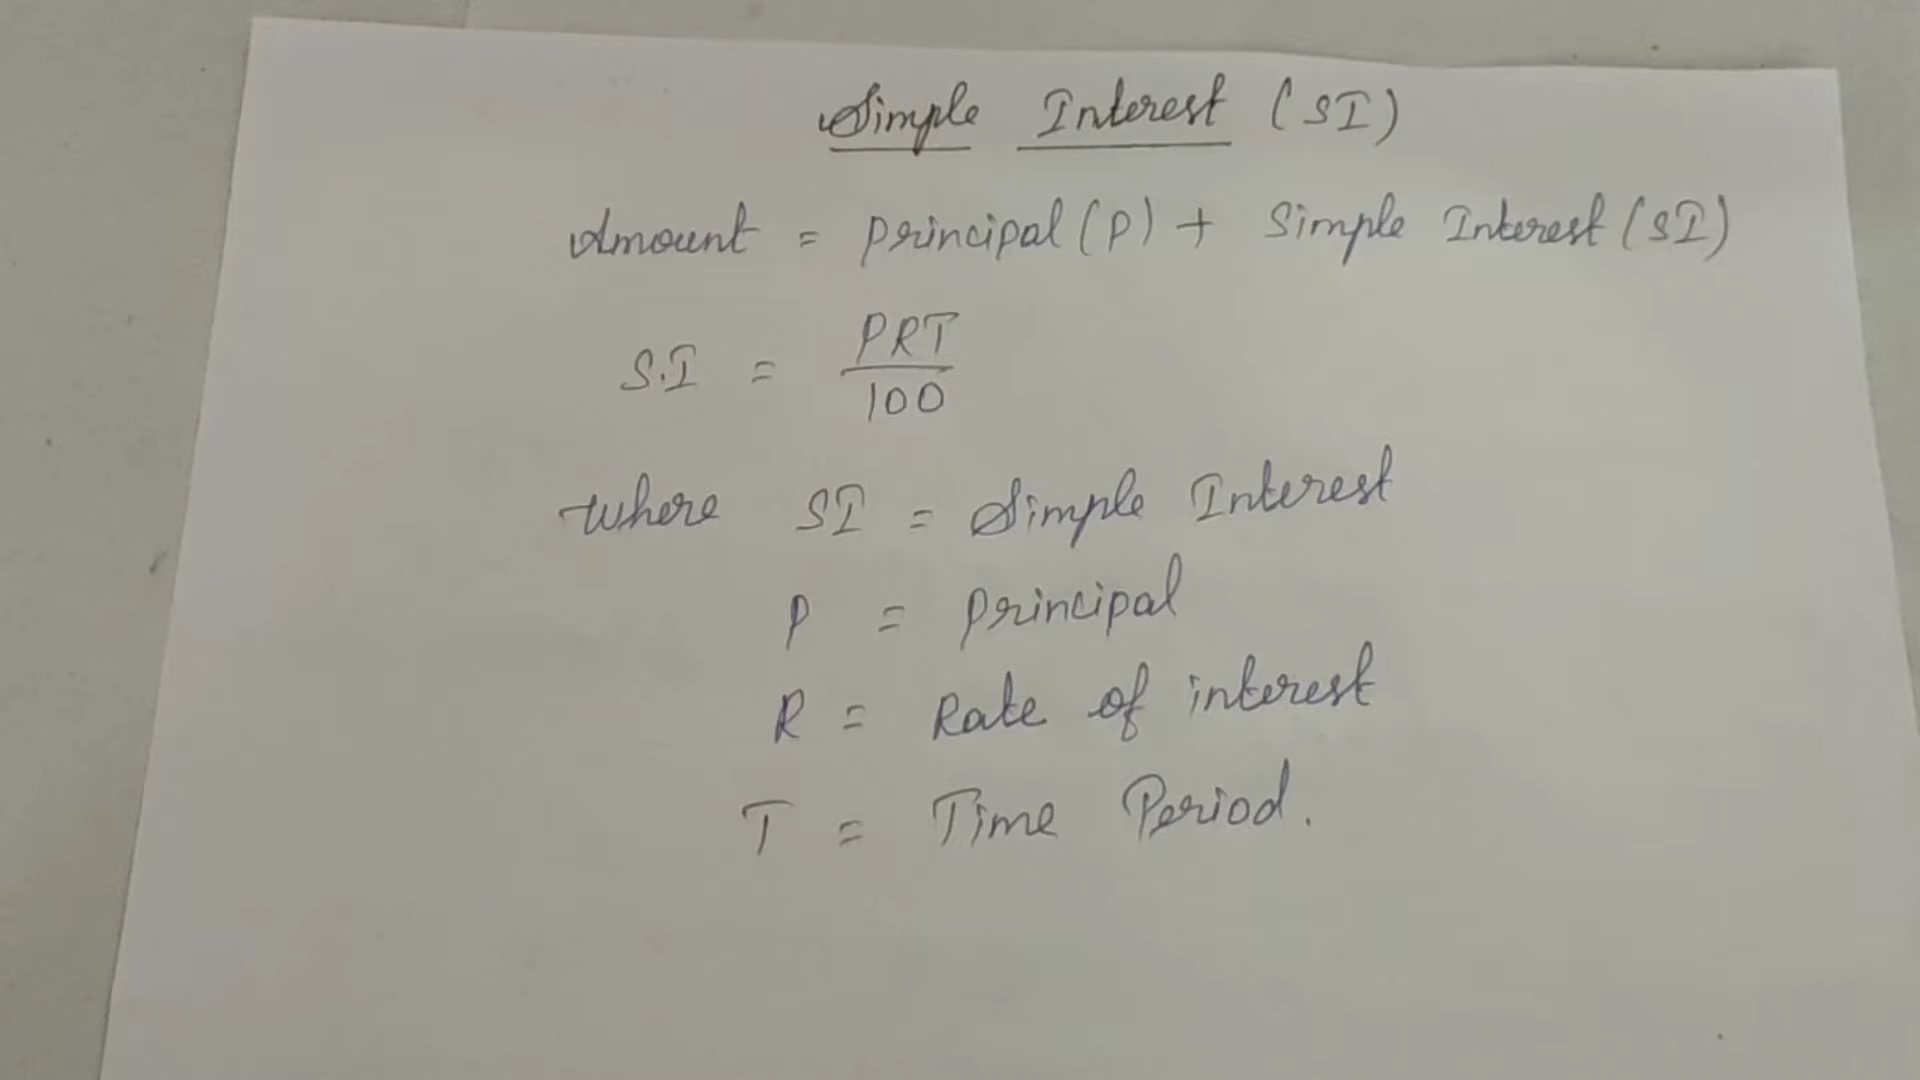 Simple Interest (SI)
Amount = Principal (P) + Simple Interest (SI)
S.I = PRT
100
where SI = Simple Interest
P = Principal
R = Rate of interest
T = Time Period.